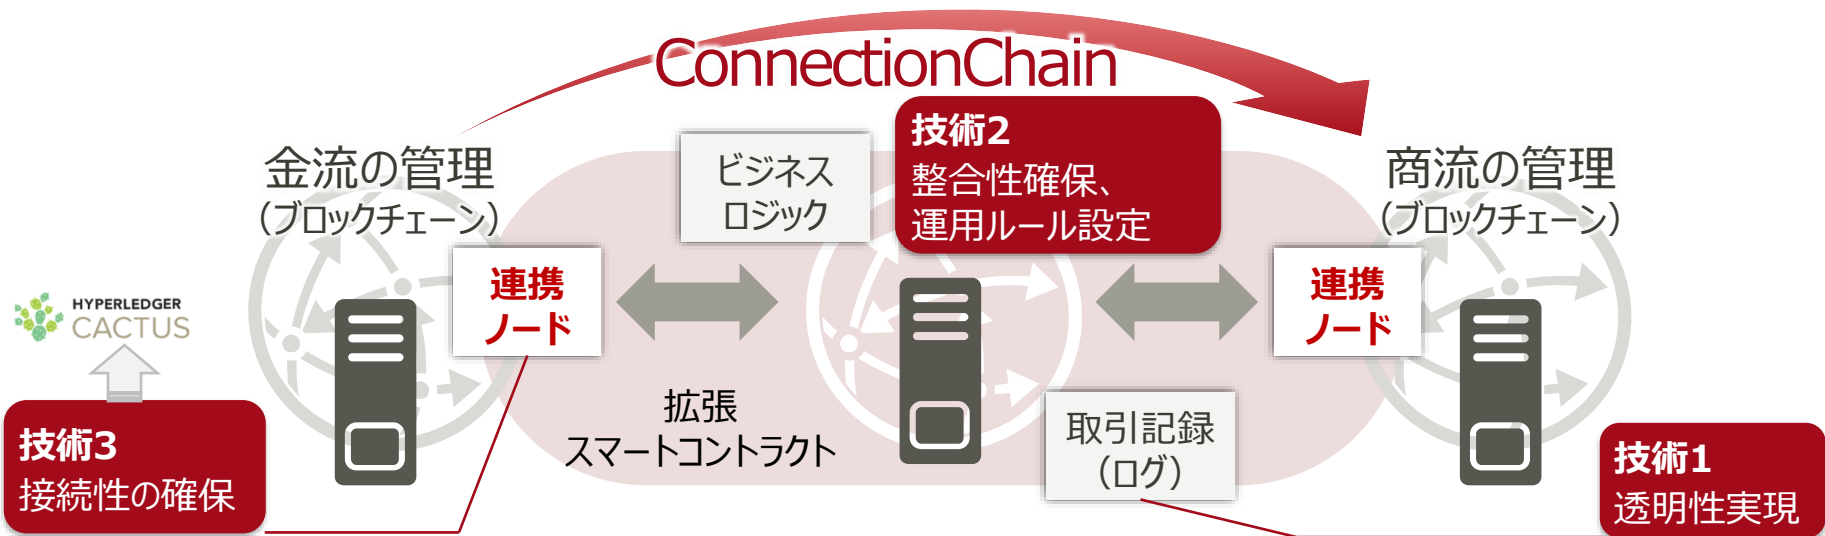 ConnectionChain
金流の管理
（ブロックチェーン）
ビジネス
ロジック
技術2
整合性確保、
運用ルール設定
商流の管理
（ブロックチェーン）
連携
ノード
連携
ノード
HYPERLEDGER
CACTUS
拡張
スマートコントラクト
取引記録
（ログ）
技術3
接続性の確保
技術1
透明性実現